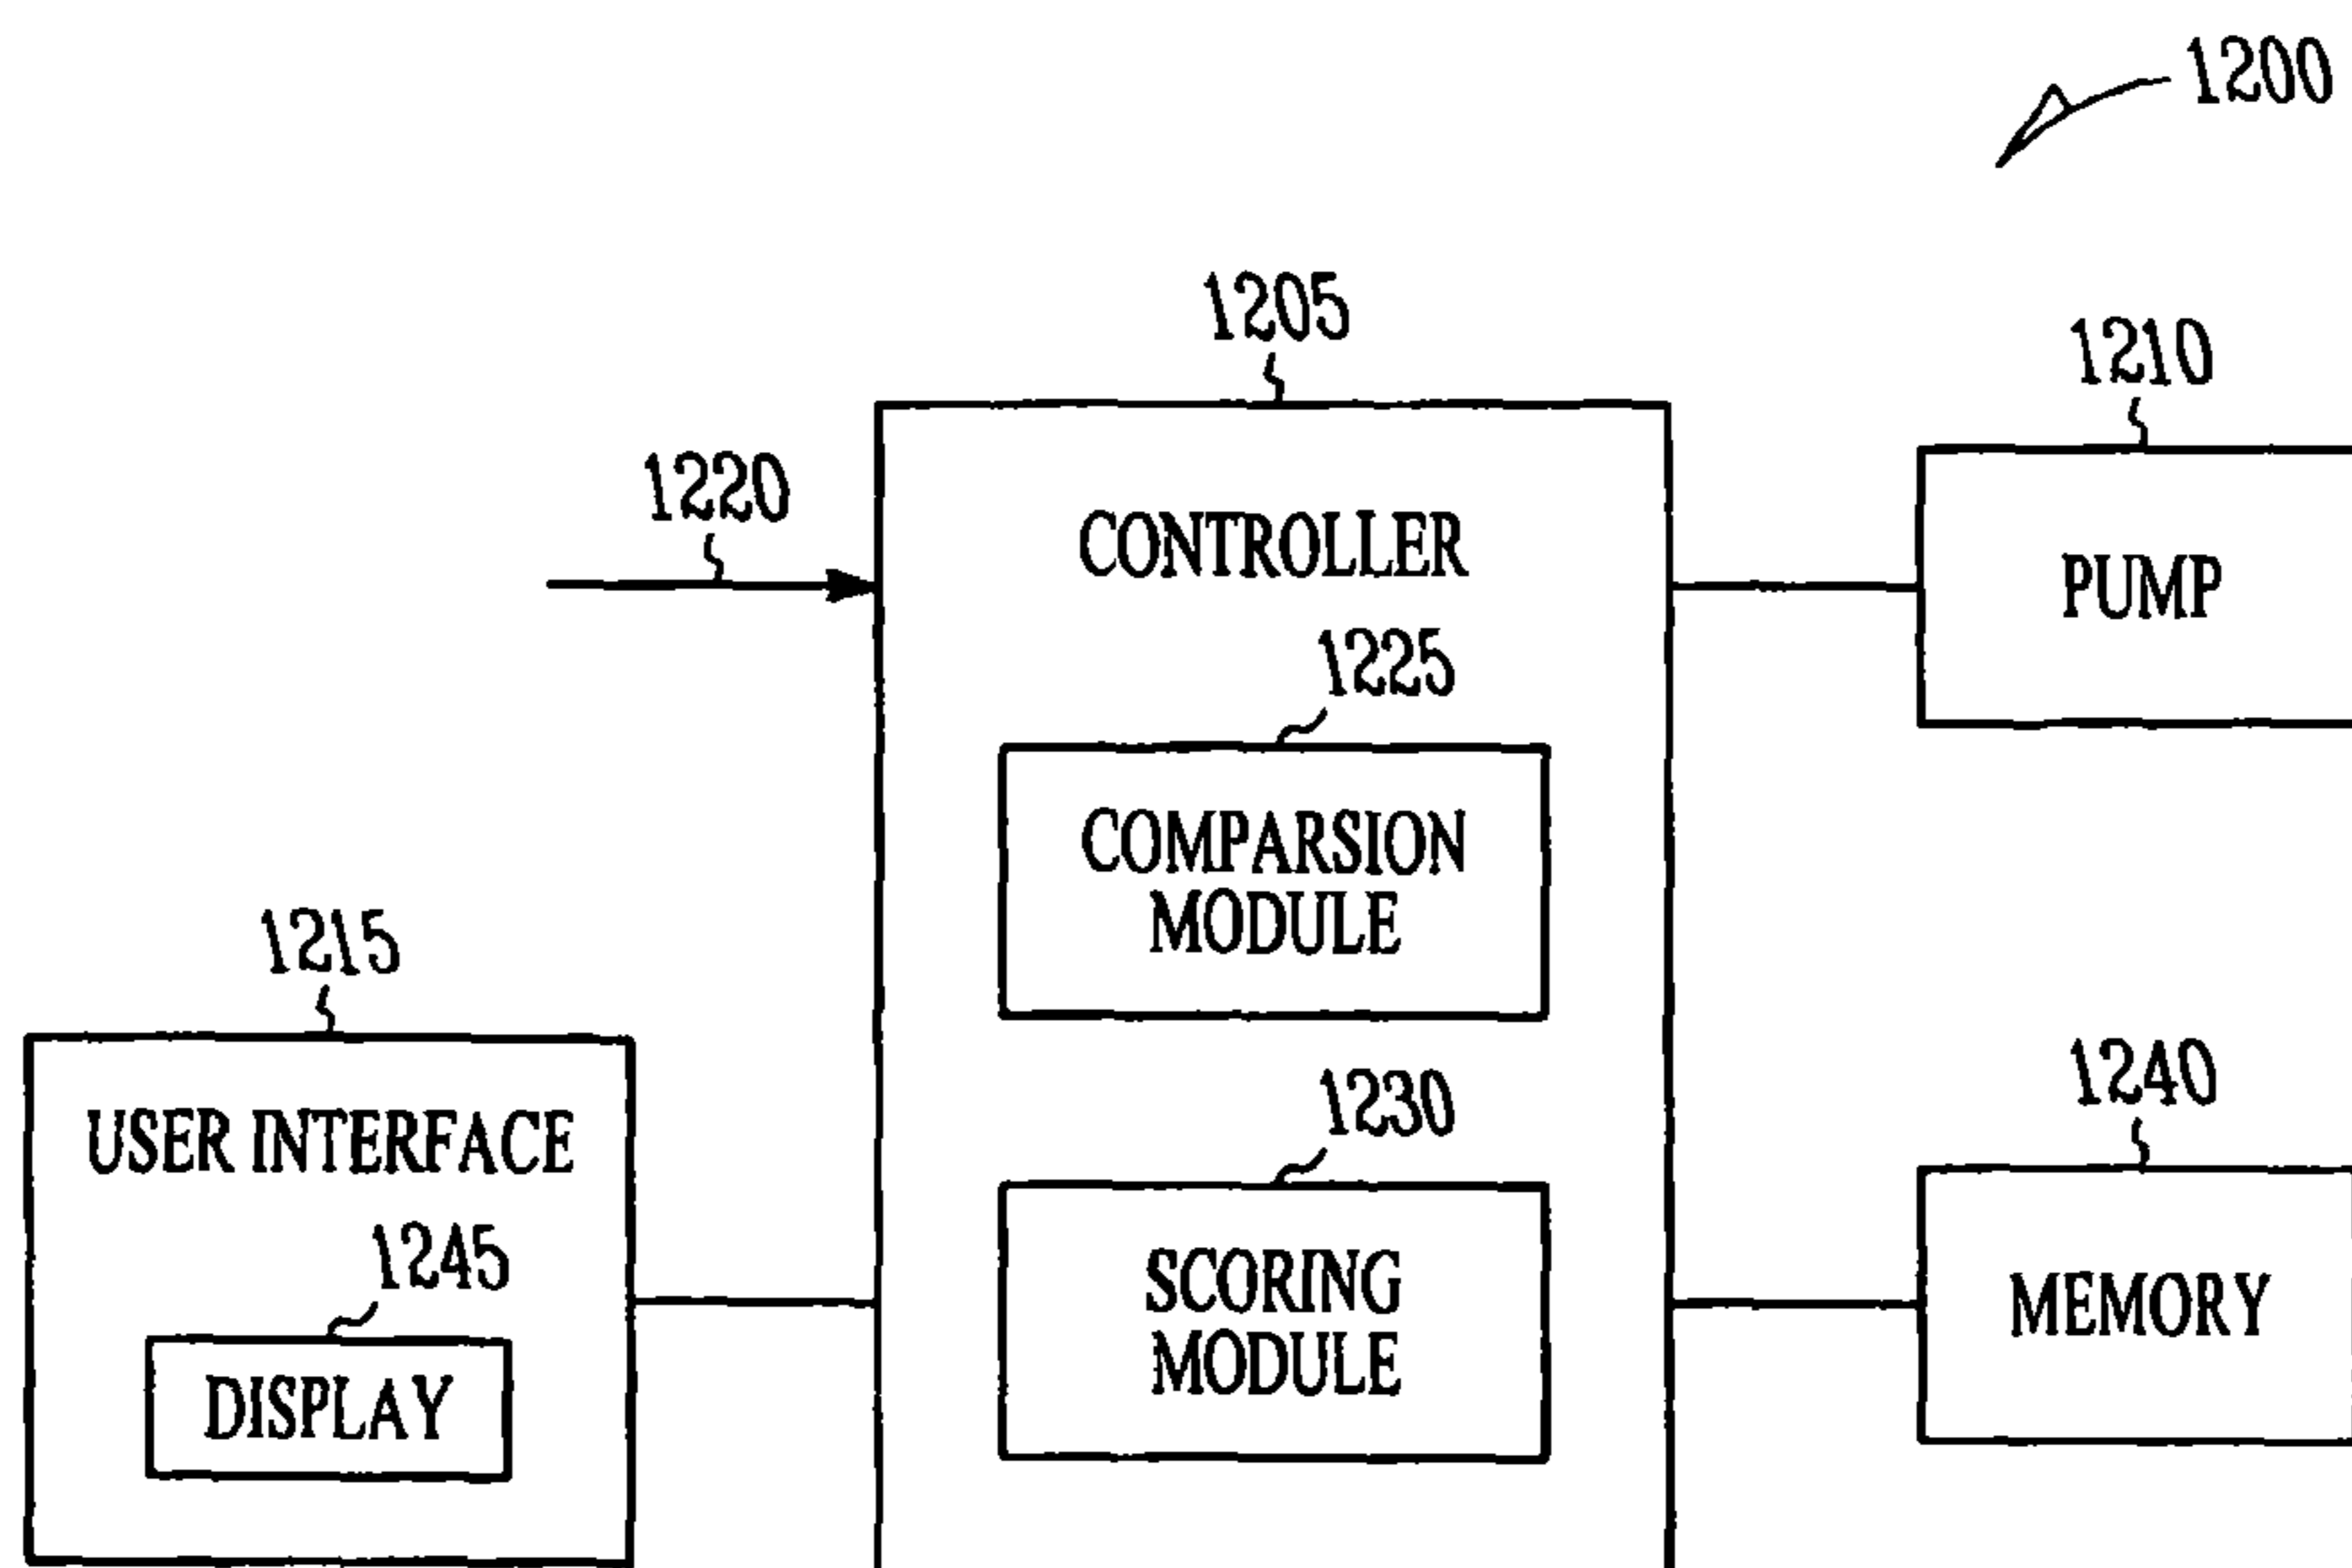 1200
1205
1210
1220
CONTROLLER
PUMP
1225
COMPARSION
MODULE
1215
1240
1230
USER INTERFACE
1245
SCORING
MODULE
MEMORY
DISPLAY